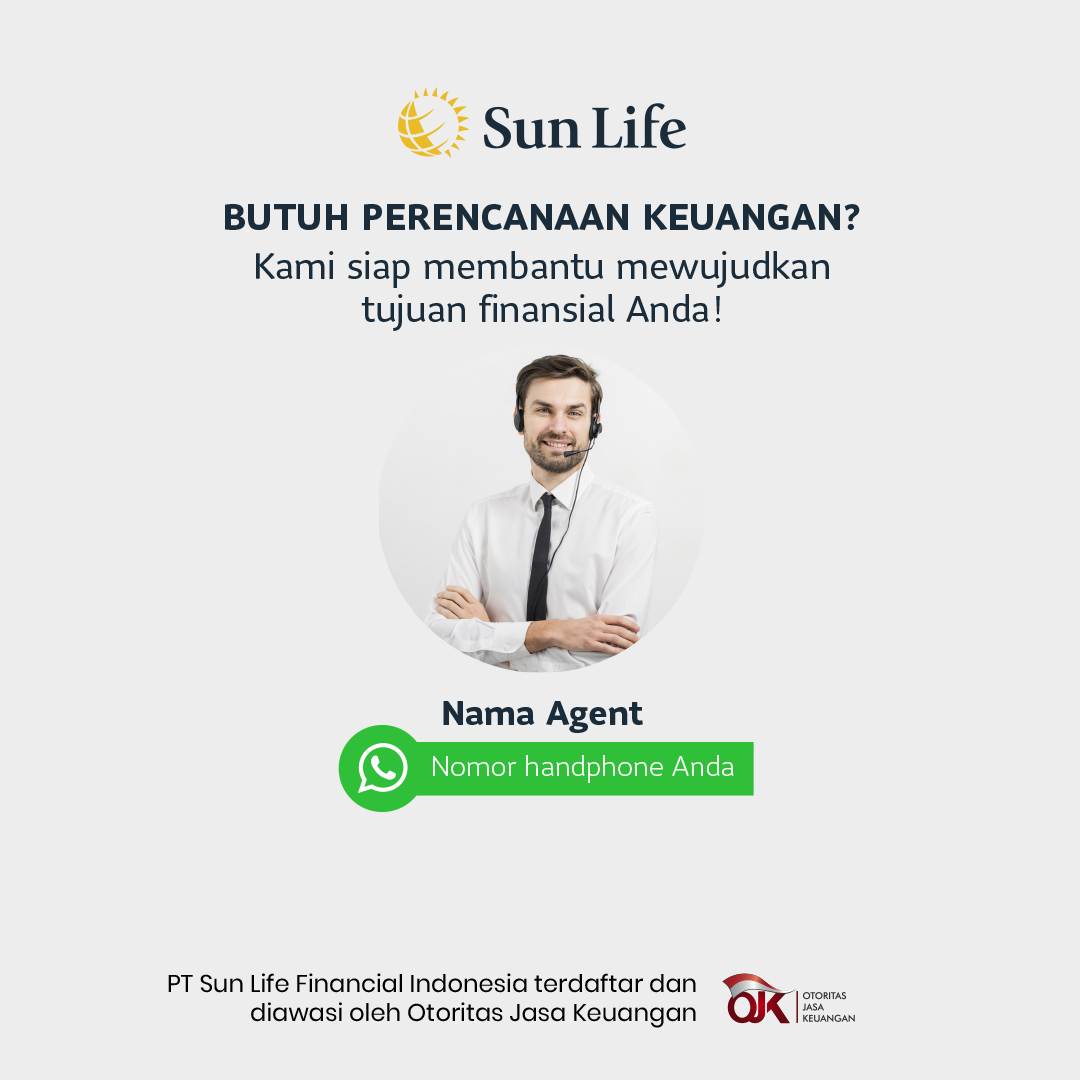 Sun Life
BUTUH PERENCANAAN KEUANGAN?
Kami siap membantu mewujudkan
tujuan finansial Anda!
Nama Agent
Nomor handphone Anda
PT Sun Life Financial Indonesia terdaftar dan
diawasi oleh Otoritas Jasa Keuangan
OJK
OTORITAS
JASA
KEUANGAN